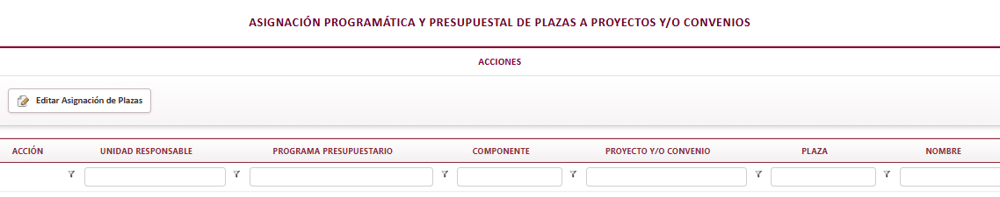 ASIGNACIÓN PROGRAMÁTICA Y PRESUPUESTAL DE PLAZAS A PROYECTOS Y/O CONVENIOS
ACCIONES
Editar Asignación de Plazas
ACCIÓN UNIDAD RESPONSABLE PROGRAMA PRESUPUESTARIO COMPONENTE PROYECTO Y/O CONVENIO PLAZA NOMBRE